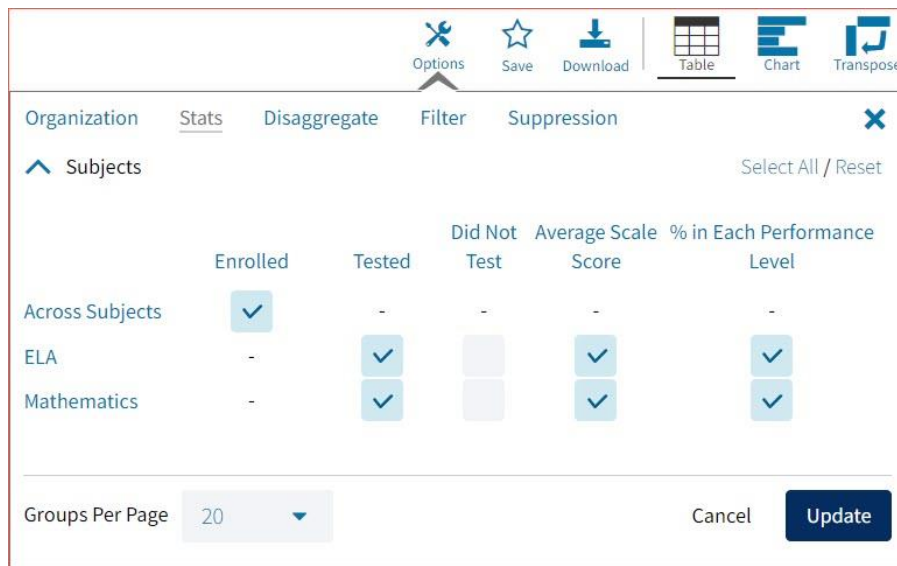 Options Save Download Table Chart Transpose
Organization Stats Disaggregate Filter Suppression
Subjects Select All / Reset
Did Not Average Scale % in Each Performance
Enrolled Tested Test Score Level
Across Subjects - - - -
ELA -
Mathematics -
Groups Per Page 20 Cancel Update